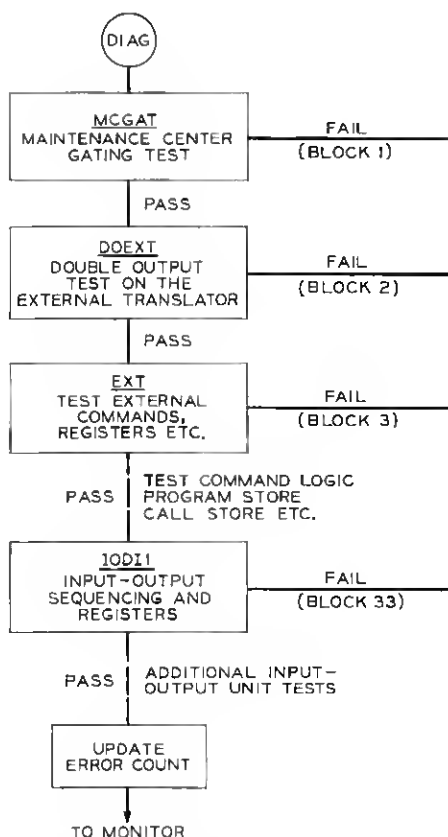 DIAG
MCGAT
MAINTENANCE CENTER
GATING TEST
FAIL
(BLOCK 1)
PASS
DOEXT
DOUBLE OUTPUT
TEST ON THE
EXTERNAL TRANSLATOR
FAIL
(BLOCK 2)
PASS
EXT
TEST EXTERNAL
COMMANDS,
REGISTERS ETC.
FAIL
(BLOCK 3)
PASS
TEST COMMAND LOGIC
PROGRAM STORE
CALL STORE ETC.
IODI1
INPUT-OUTPUT
SEQUENCING AND
REGISTERS
FAIL
(BLOCK 33)
PASS
ADDITIONAL INPUT-
OUTPUT UNIT TESTS
UPDATE
ERROR COUNT
TO MONITOR